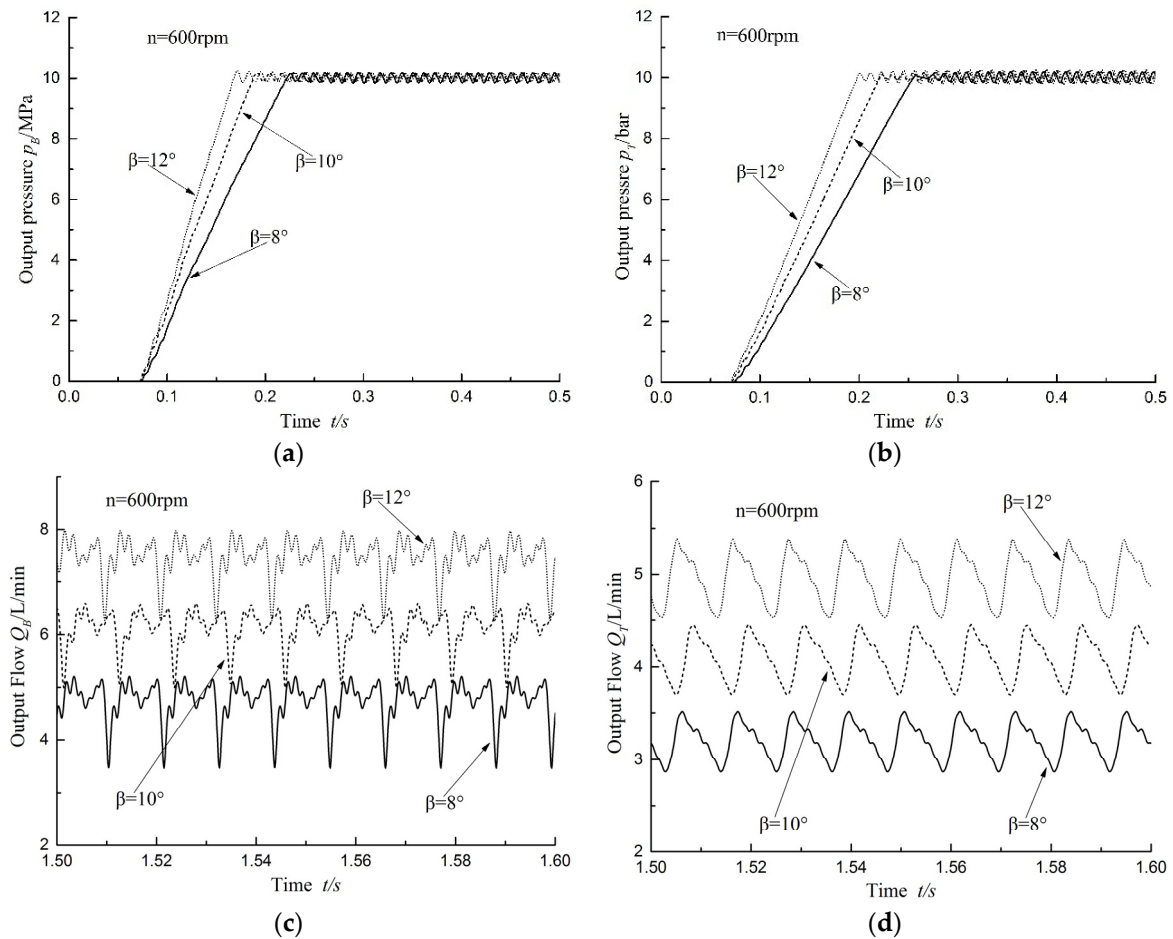 12
10
8
6
4
2
0
Output pressure p_B/MPa
n=600rpm
β=12°
β=10°
β=8°
0.0 0.1 0.2 0.3 0.4 0.5
Time t/s
(a)
12
10
8
6
4
2
0
Output pressre p_T/bar
n=600rpm
β=12°
β=10°
β=8°
0.0 0.1 0.2 0.3 0.4 0.5
Time t/s
(b)
8
6
4
2
Output Flow Q_B/L/min
n=600rpm
β=12°
β=10°
β=8°
1.50 1.52 1.54 1.56 1.58 1.60
Time t/s
(c)
6
5
4
3
2
Output Flow Q_T/L/min
n=600rpm
β=12°
β=10°
β=8°
1.50 1.52 1.54 1.56 1.58 1.60
Time t/s
(d)